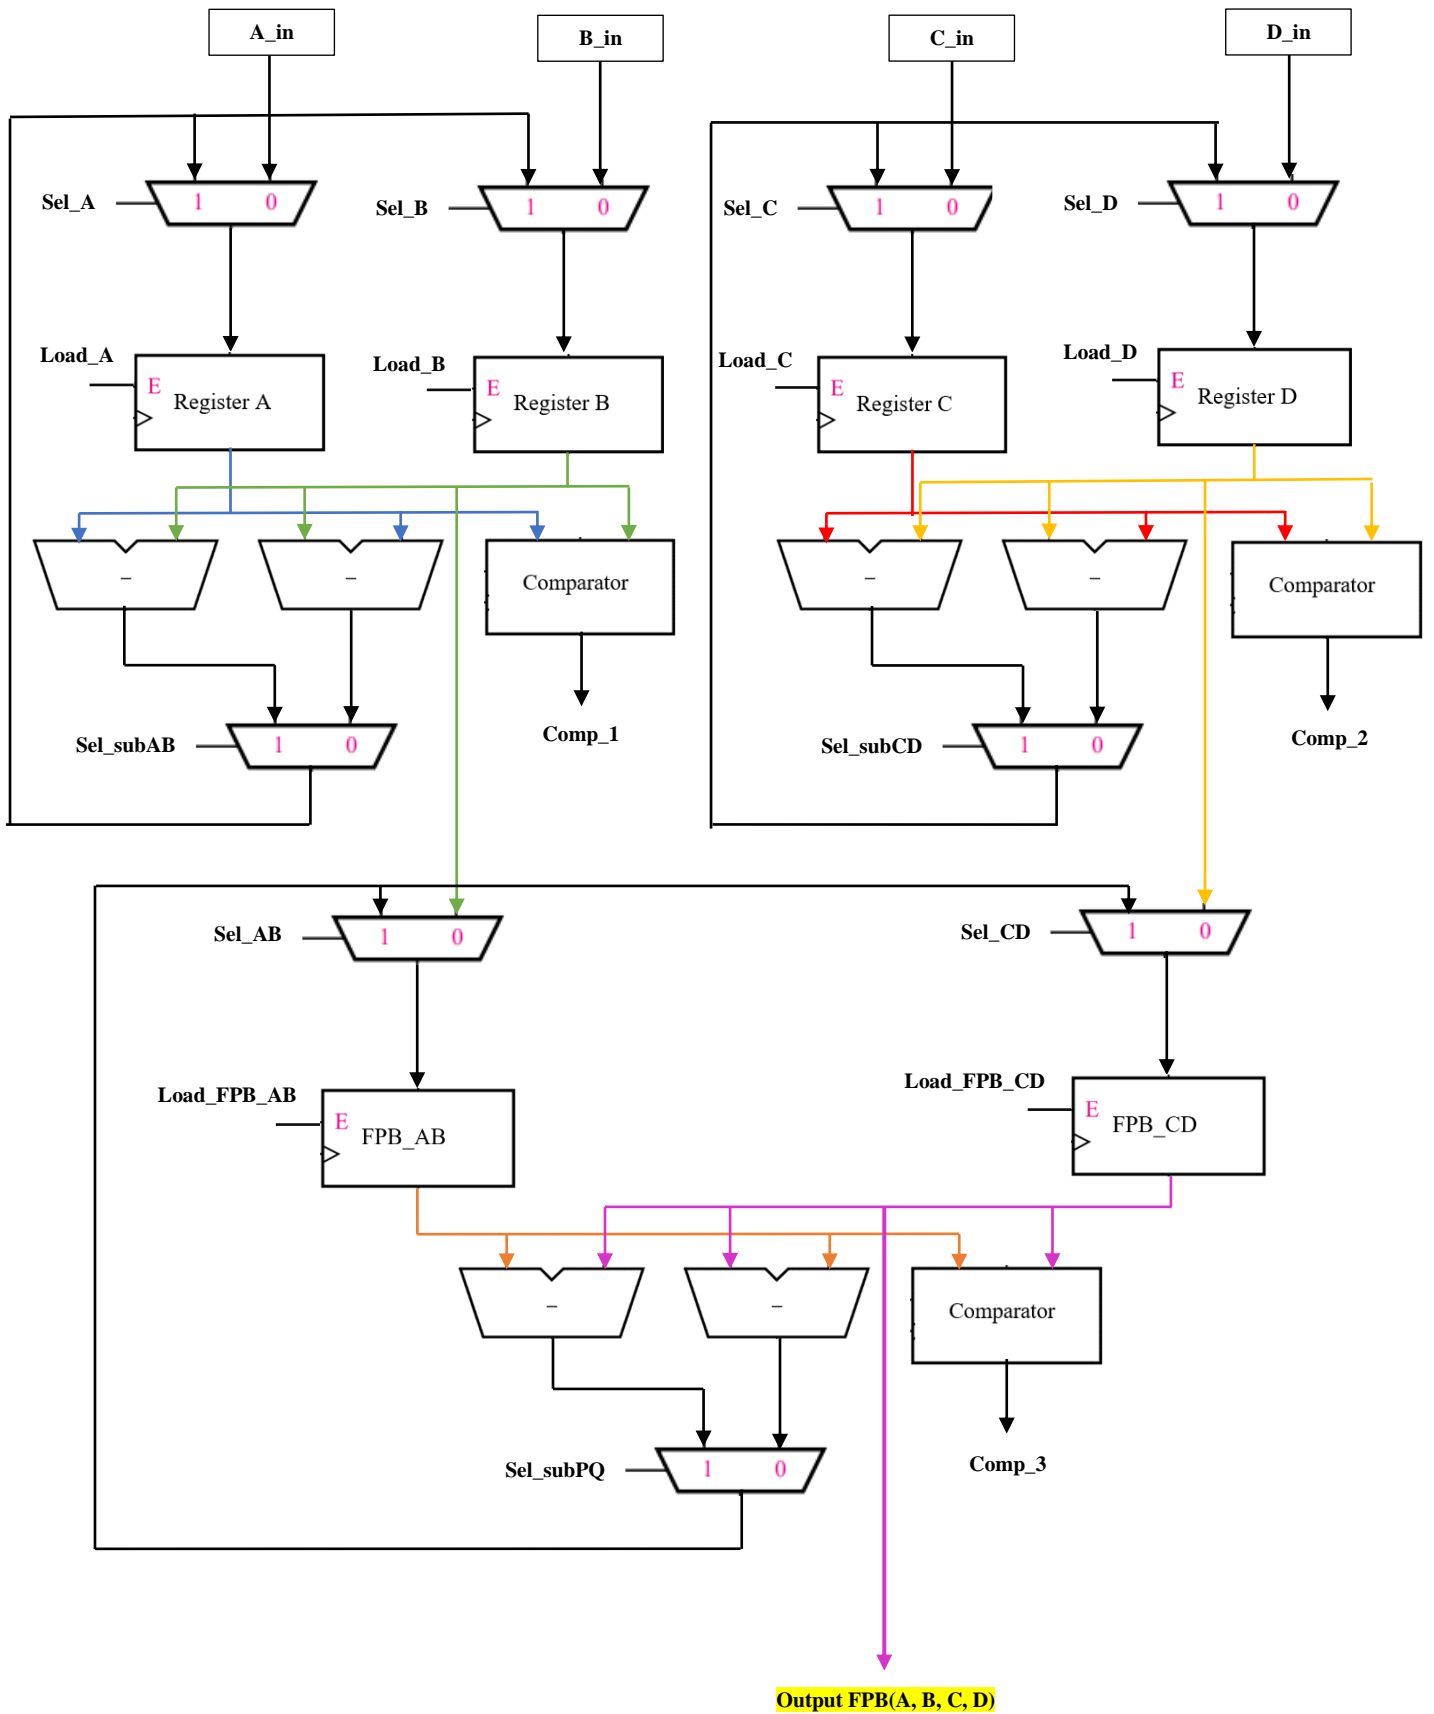 A_in
B_in
C_in
D_in
Sel_A
1 0
Sel_B
1 0
Sel_C
1 0
Sel_D
1 0
Load_A
E
Register A
Load_B
E
Register B
Load_C
E
Register C
Load_D
E
Register D
–
–
Comparator
–
–
Comparator
Sel_subAB
1 0
Comp_1
Sel_subCD
1 0
Comp_2
Sel_AB
1 0
Sel_CD
1 0
Load_FPB_AB
E
FPB_AB
Load_FPB_CD
E
FPB_CD
–
–
Comparator
Sel_subPQ
1 0
Comp_3
Output FPB(A, B, C, D)